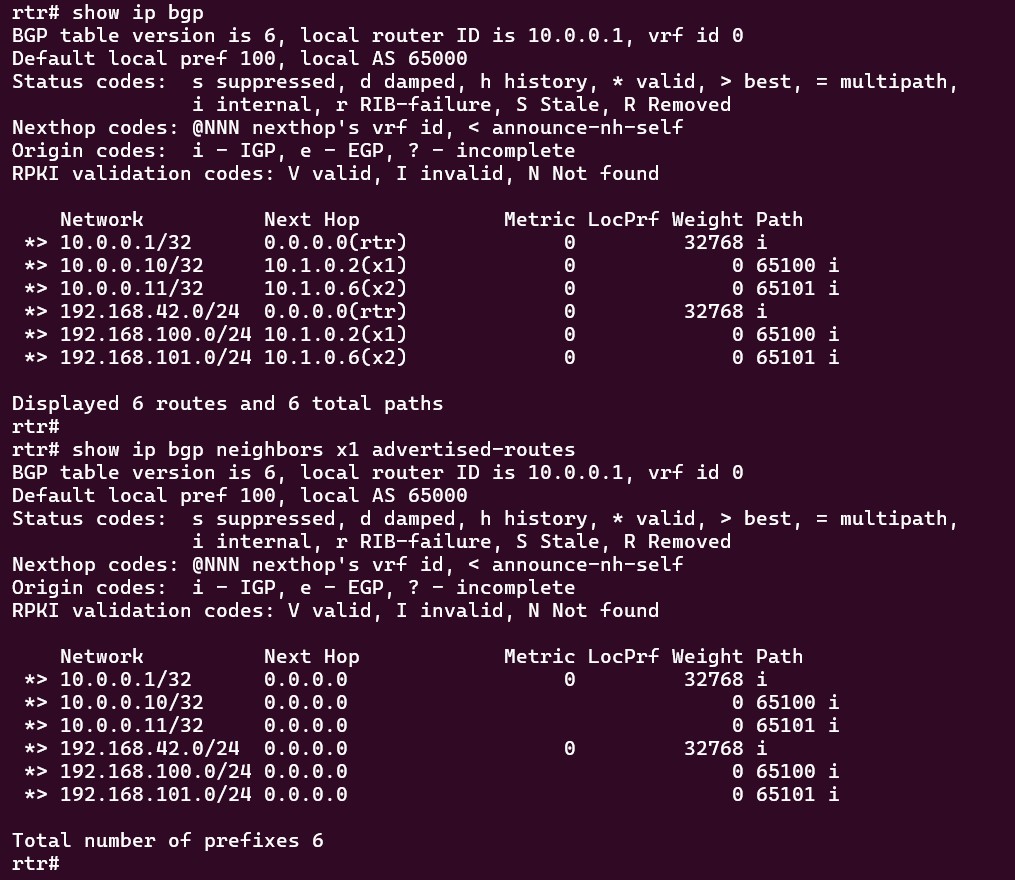 rtr# show ip bgp
BGP table version is 6, local router ID is 10.0.0.1, vrf id 0
Default local pref 100, local AS 65000
Status codes:  s suppressed, d damped, h history, * valid, > best, = multipath,
               i internal, r RIB-failure, S Stale, R Removed
Nexthop codes: @NNN nexthop's vrf id, < announce-nh-self
Origin codes:  i - IGP, e - EGP, ? - incomplete
RPKI validation codes: V valid, I invalid, N Not found

    Network          Next Hop            Metric LocPrf Weight Path
 *> 10.0.0.1/32      0.0.0.0(rtr)             0         32768 i
 *> 10.0.0.10/32     10.1.0.2(x1)             0             0 65100 i
 *> 10.0.0.11/32     10.1.0.6(x2)             0             0 65101 i
 *> 192.168.42.0/24  0.0.0.0(rtr)             0         32768 i
 *> 192.168.100.0/24 10.1.0.2(x1)             0             0 65100 i
 *> 192.168.101.0/24 10.1.0.6(x2)             0             0 65101 i

Displayed 6 routes and 6 total paths
rtr#
rtr# show ip bgp neighbors x1 advertised-routes
BGP table version is 6, local router ID is 10.0.0.1, vrf id 0
Default local pref 100, local AS 65000
Status codes:  s suppressed, d damped, h history, * valid, > best, = multipath,
               i internal, r RIB-failure, S Stale, R Removed
Nexthop codes: @NNN nexthop's vrf id, < announce-nh-self
Origin codes:  i - IGP, e - EGP, ? - incomplete
RPKI validation codes: V valid, I invalid, N Not found

    Network          Next Hop            Metric LocPrf Weight Path
 *> 10.0.0.1/32      0.0.0.0                  0         32768 i
 *> 10.0.0.10/32     0.0.0.0                                0 65100 i
 *> 10.0.0.11/32     0.0.0.0                                0 65101 i
 *> 192.168.42.0/24  0.0.0.0                  0         32768 i
 *> 192.168.100.0/24 0.0.0.0                                0 65100 i
 *> 192.168.101.0/24 0.0.0.0                                0 65101 i

Total number of prefixes 6
rtr#